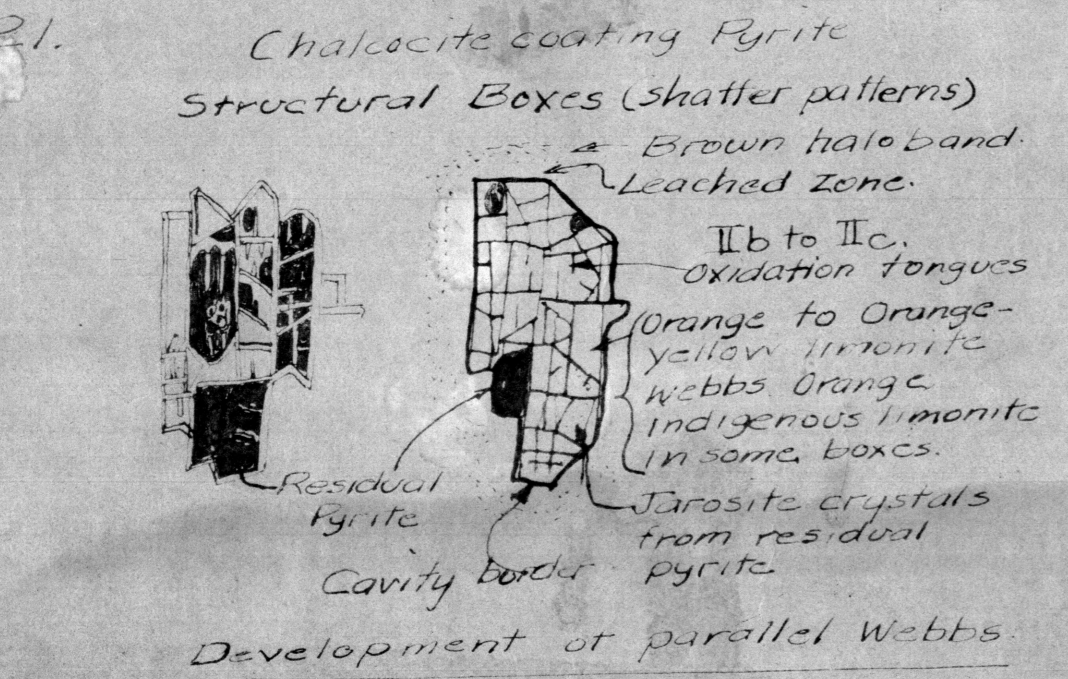 21.
Chalcocite coating Pyrite
Structural Boxes (shatter patterns)
Brown halo band.
Leached Zone.
IIb to IIc.
Oxidation tongues
Orange to Orange-
yellow limonite
webbs. Orange
indigenous limonite
in some boxes.
Residual
Pyrite
Jarosite crystals
from residual
pyrite
Cavity border
Development of parallel Webbs.